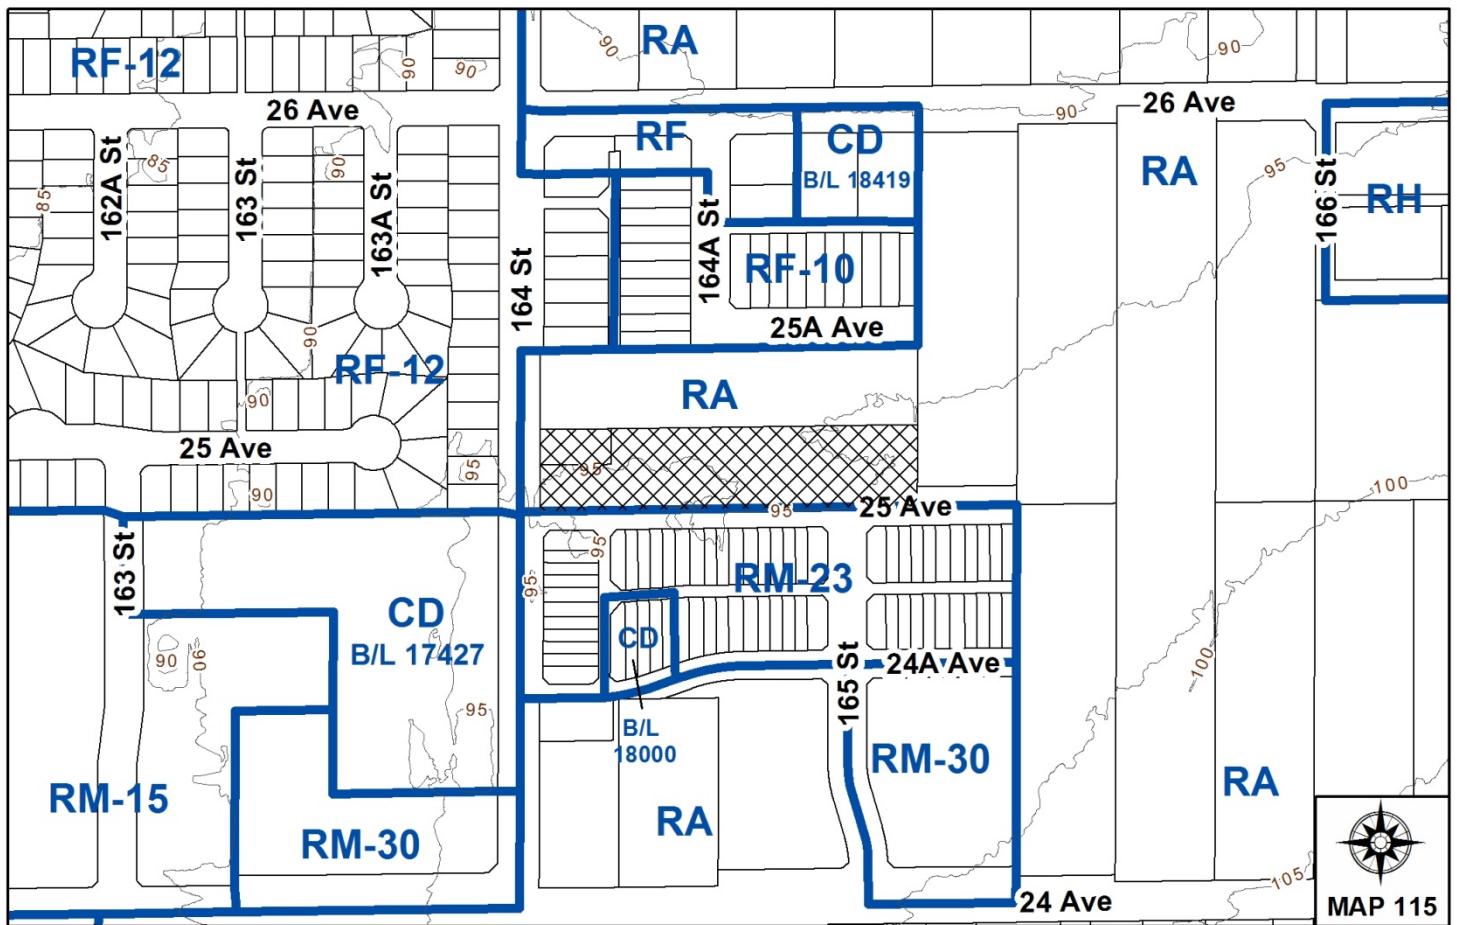 RA
90
90
RF-12
90
90
26 Ave
90
26 Ave
RF
CD
B/L 18419
162A St
163 St
163A St
85
90
85
RA
95
166 St
RH
164 St
164A St
RF-10
25A Ave
90
RF-12
RA
90
25 Ave
95
95
90
95
25 Ave
100
163 St
95
95
RM-23
CD
B/L 17427
CD
90
90
165 St
24A Ave
100
95
B/L
18000
RM-15
RM-30
RA
RM-30
RA
105
24 Ave
MAP 115